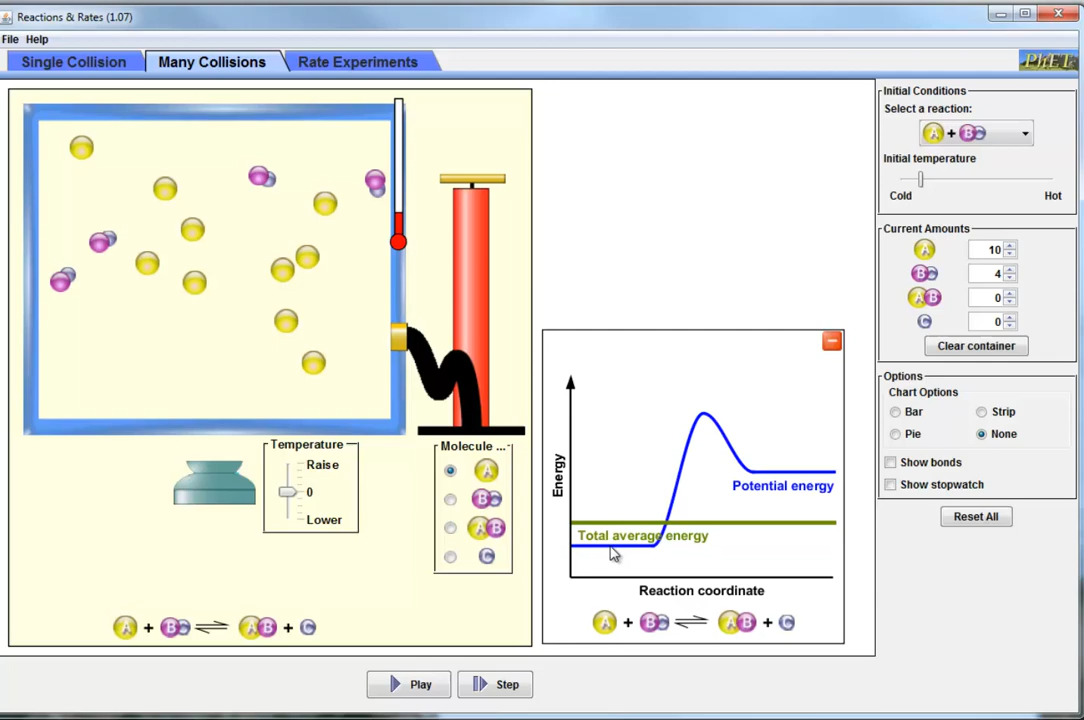 Reactions & Rates (1.07)
File Help
Single Collision Many Collisions Rate Experiments PhET
Initial Conditions
Select a reaction:
A + BC
Initial temperature
Cold Hot
Current Amounts
A 10
BC 4
AB 0
C 0
Clear container
Options
Chart Options
Bar Strip
Pie None
Show bonds
Show stopwatch
Reset All
Temperature
Raise
0
Lower
Molecule ...
A
BC
AB
C
A + BC ⇌ AB + C
Energy
Potential energy
Total average energy
Reaction coordinate
A + BC ⇌ AB + C
Play Step